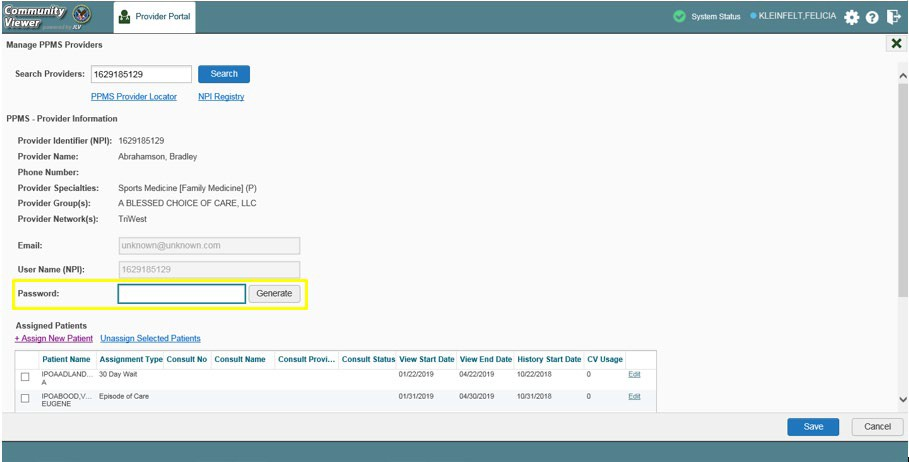 Community
Viewer powered by JLV
Provider Portal
System Status
KLEINFELT,FELICIA
Manage PPMS Providers
Search Providers: 1629185129 Search
PPMS Provider Locator NPI Registry
PPMS - Provider Information
Provider Identifier (NPI): 1629185129
Provider Name: Abrahamson, Bradley
Phone Number:
Provider Specialties: Sports Medicine [Family Medicine] (P)
Provider Group(s): A BLESSED CHOICE OF CARE, LLC
Provider Network(s): TriWest
Email: unknown@unknown.com
User Name (NPI): 1629185129
Password: Generate
Assigned Patients
+ Assign New Patient Unassign Selected Patients
Patient Name Assignment Type Consult No Consult Name Consult Provi... Consult Status View Start Date View End Date History Start Date CV Usage
IPOAADLAND... 30 Day Wait 01/22/2019 04/22/2019 10/22/2018 0 Edit
A
IPOABOOD,V... Episode of Care 01/31/2019 04/30/2019 10/31/2018 0 Edit
EUGENE
Save Cancel